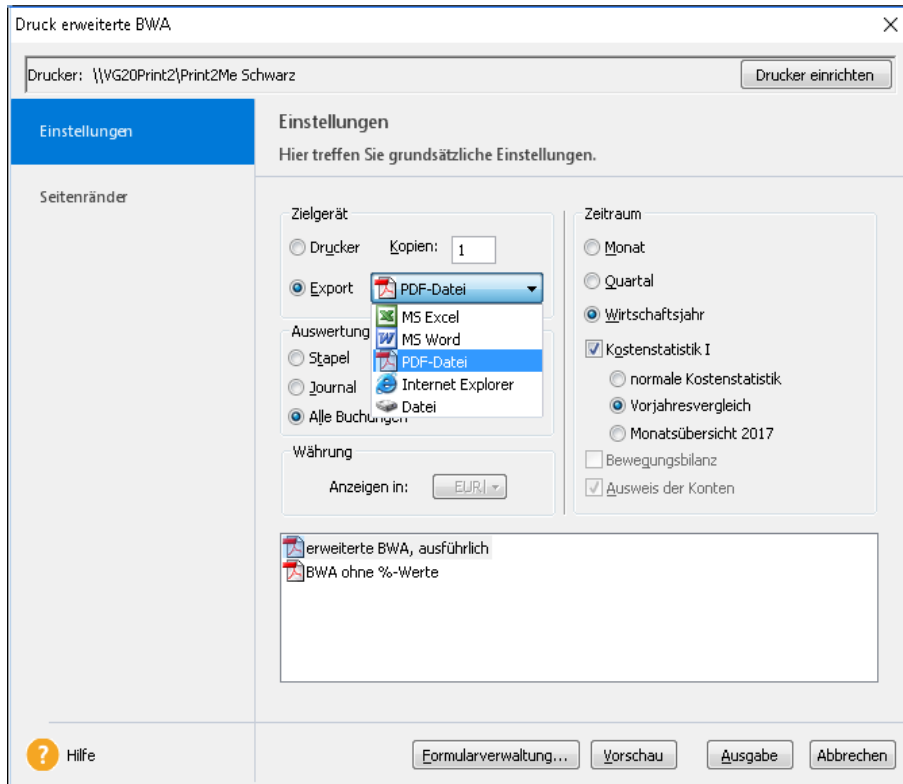 Druck erweiterte BWA
Drucker: \\VG20Print2\Print2Me Schwarz
Drucker einrichten
Einstellungen
Seitenränder
Einstellungen
Hier treffen Sie grundsätzliche Einstellungen.
Zielgerät
Drucker
Kopien:
1
Export
PDF-Datei
MS Excel
MS Word
PDF-Datei
Internet Explorer
Datei
Auswertung
Stapel
Journal
Alle Buchungen
Währung
Anzeigen in:
EUR
Zeitraum
Monat
Quartal
Wirtschaftsjahr
Kostenstatistik I
normale Kostenstatistik
Vorjahresvergleich
Monatsübersicht 2017
Bewegungsbilanz
Ausweis der Konten
erweiterte BWA, ausführlich
BWA ohne %-Werte
? Hilfe
Formularverwaltung...
Vorschau
Ausgabe
Abbrechen